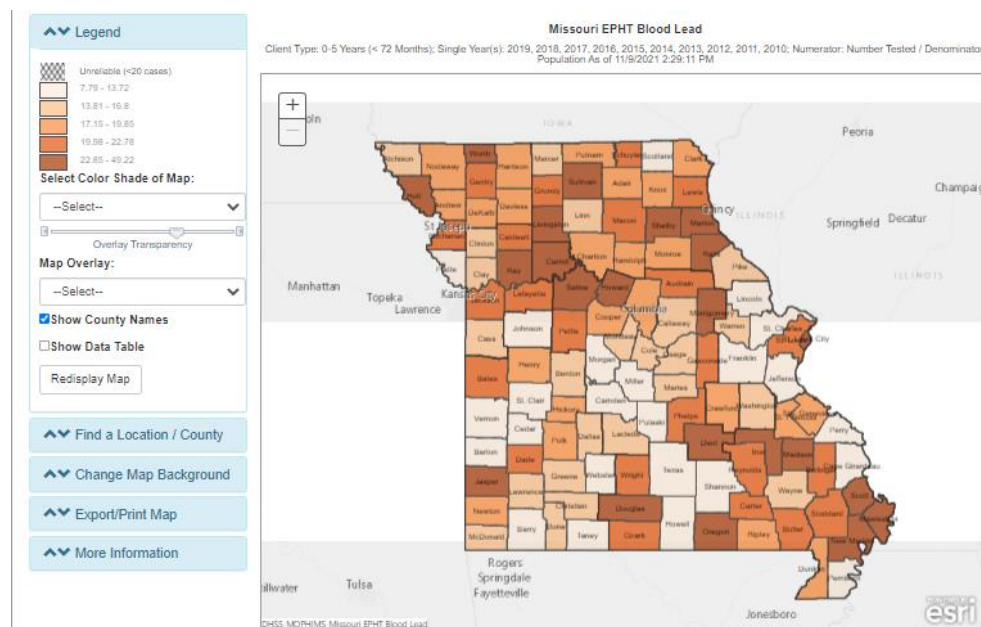 Legend
Unreliable (<20 cases)
7.79 - 13.72
13.81 - 16.8
17.15 - 19.85
19.98 - 22.78
22.85 - 49.22
Select Color Shade of Map:
--Select--
Overlay Transparency
Map Overlay:
--Select--
Show County Names
Show Data Table
Redisplay Map
Find a Location / County
Change Map Background
Export/Print Map
More Information
Missouri EPHT Blood Lead
Client Type: 0-5 Years (< 72 Months); Single Year(s): 2019, 2018, 2017, 2016, 2015, 2014, 2013, 2012, 2011, 2010; Numerator: Number Tested / Denominator
Population As of 11/9/2021 2:29:11 PM
+
−
oln
IOWA
Peoria
Champaig
ILLINOIS
Springfield
Decatur
ILLINOIS
Quincy
Manhattan
Topeka
Lawrence
Kansas City
St Joseph
Columbia
Nodaway
Worth
Harrison
Mercer
Putnam
Schuyler
Scotland
Clark
Gentry
Grundy
Sullivan
Adair
Knox
Lewis
Holt
Andrew
DeKalb
Daviess
Livingston
Linn
Macon
Shelby
Marion
Clinton
Caldwell
Carroll
Chariton
Randolph
Monroe
Ralls
Pike
Platte
Clay
Ray
Lafayette
Saline
Howard
Audrain
Lincoln
Montgomery
Warren
St. Charles
Callaway
Cooper
Johnson
Pettis
Cass
Cole
Osage
Gasconade
Franklin
Jefferson
Morgan
Miller
Maries
Henry
Benton
Bates
St. Clair
Camden
Pulaski
Phelps
Crawford
Washington
Hickory
Vernon
Cedar
Polk
Dallas
Laclede
Dent
Iron
Madison
Perry
Cape Girardeau
Barton
Dade
Greene
Webster
Wright
Texas
Shannon
Reynolds
Wayne
Jasper
Lawrence
Christian
Douglas
Howell
Carter
Stoddard
Scott
Newton
McDonald
Barry
Stone
Taney
Ozark
Oregon
Ripley
Butler
Dunklin
Rogers
Springdale
Fayetteville
illwater
Tulsa
Jonesboro
esri
DHSS MOPHIMS Missouri EPHT Blood Lead